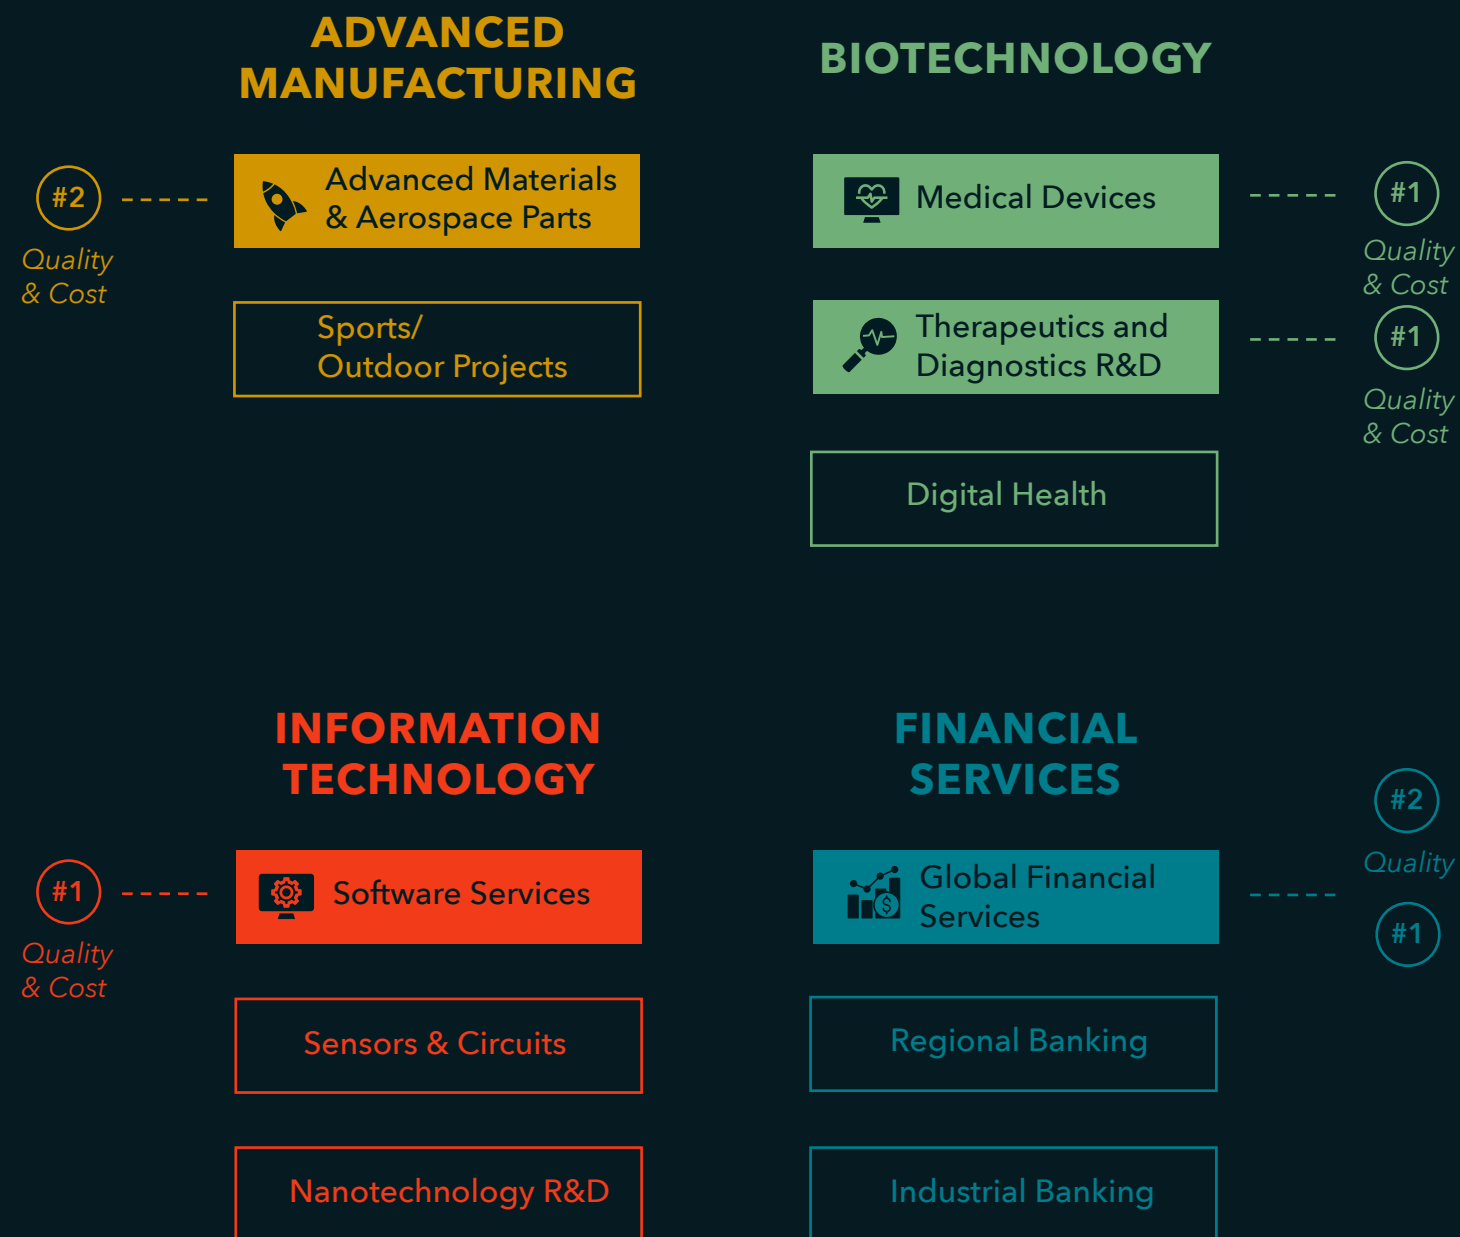 ADVANCED
MANUFACTURING
#2
Quality
& Cost
Advanced Materials
& Aerospace Parts
Sports/
Outdoor Projects
BIOTECHNOLOGY
Medical Devices
#1
Quality
& Cost
Therapeutics and
Diagnostics R&D
#1
Quality
& Cost
Digital Health
INFORMATION
TECHNOLOGY
#1
Quality
& Cost
Software Services
Sensors & Circuits
Nanotechnology R&D
FINANCIAL
SERVICES
Global Financial
Services
#2
Quality
#1
Regional Banking
Industrial Banking